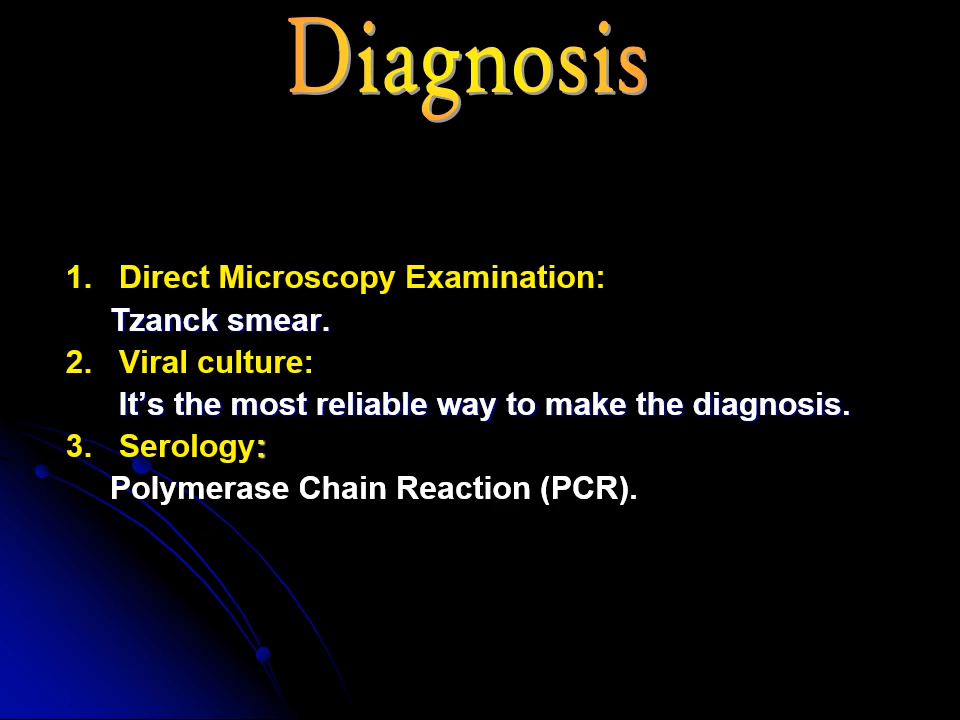 Diagnosis
1. Direct Microscopy Examination:
Tzanck smear.
2. Viral culture:
It’s the most reliable way to make the diagnosis.
3. Serology:
Polymerase Chain Reaction (PCR).